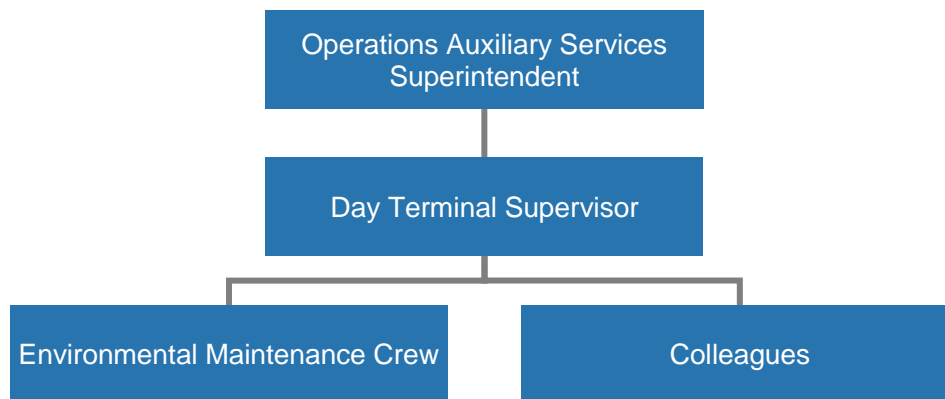 Operations Auxiliary Services
Superintendent
Day Terminal Supervisor
Environmental Maintenance Crew
Colleagues